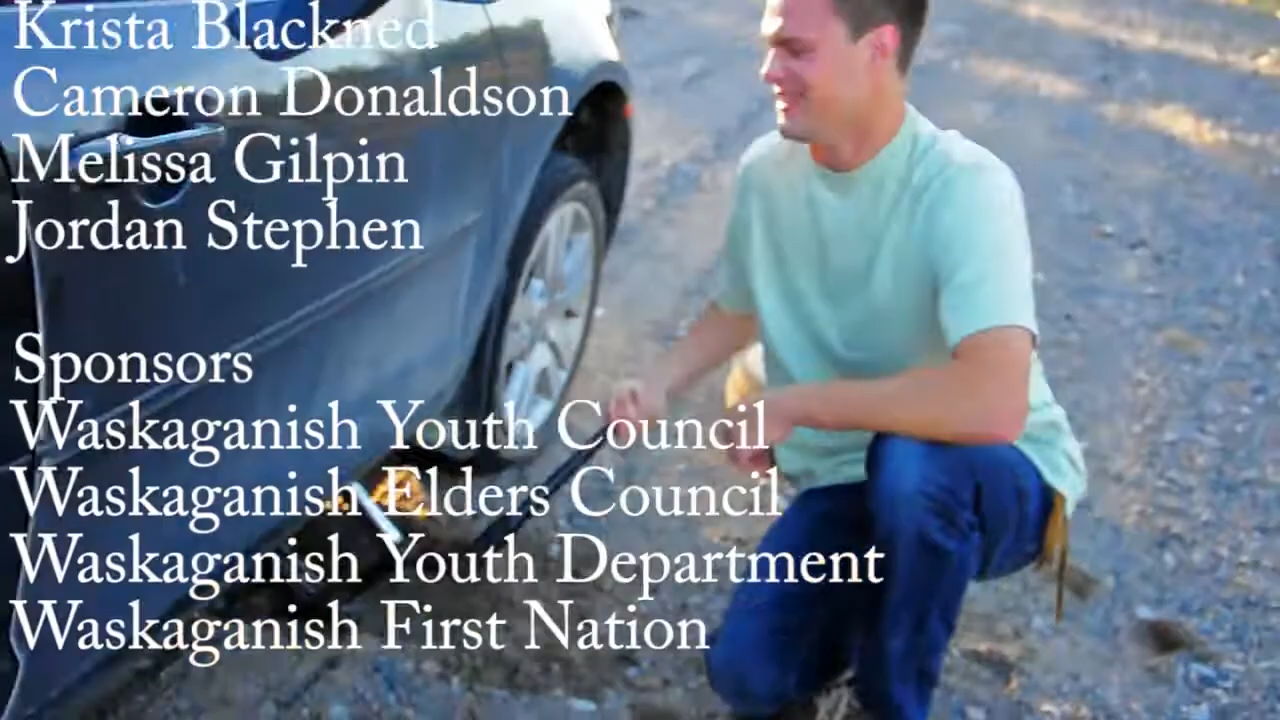 Krista Blackned
Cameron Donaldson
Melissa Gilpin
Jordan Stephen
Sponsors
Waskaganish Youth Council
Waskaganish Elders Council
Waskaganish Youth Department
Waskaganish First Nation